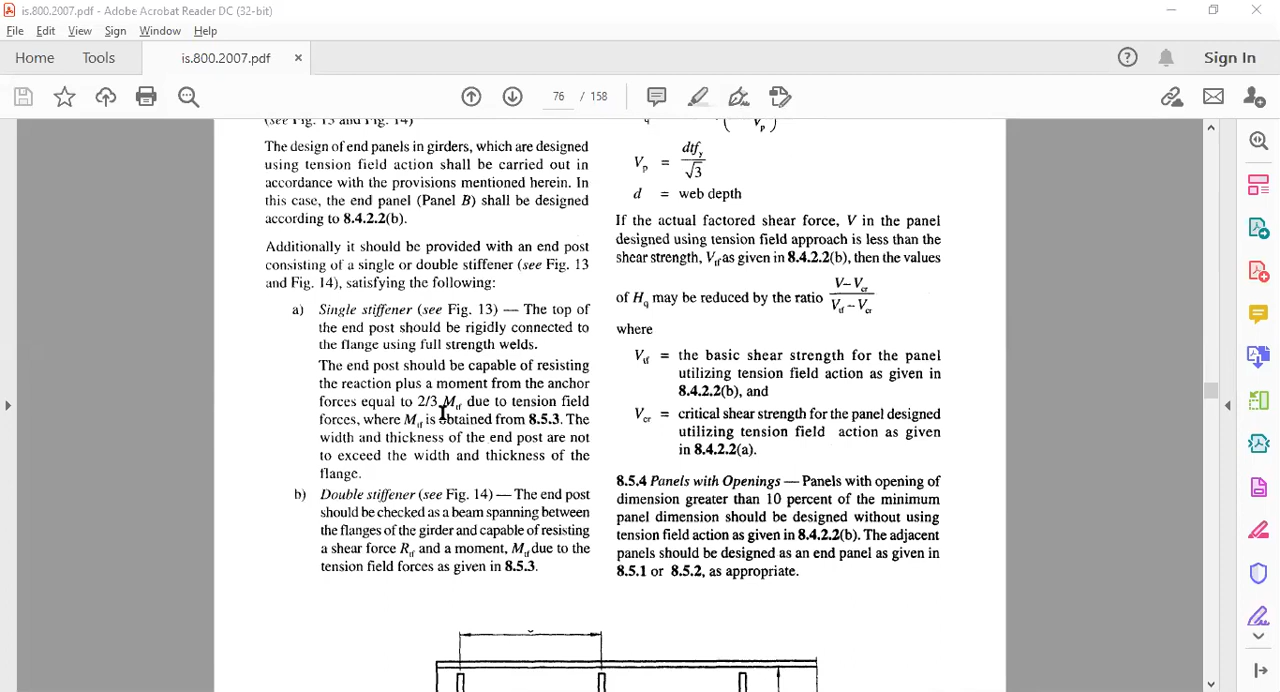 is.800.2007.pdf - Adobe Acrobat Reader DC (32-bit)
File Edit View Sign Window Help
Home Tools is.800.2007.pdf ×
Sign In
76 / 158
(see Fig. 13 and Fig. 14)
The design of end panels in girders, which are designed
using tension field action shall be carried out in
accordance with the provisions mentioned herein. In
this case, the end panel (Panel B) shall be designed
according to 8.4.2.2(b).
Additionally it should be provided with an end post
consisting of a single or double stiffener (see Fig. 13
and Fig. 14), satisfying the following:
a) Single stiffener (see Fig. 13) — The top of
the end post should be rigidly connected to
the flange using full strength welds.
The end post should be capable of resisting
the reaction plus a moment from the anchor
forces equal to 2/3 Mtf due to tension field
forces, where Mtf is obtained from 8.5.3. The
width and thickness of the end post are not
to exceed the width and thickness of the
flange.
b) Double stiffener (see Fig. 14) — The end post
should be checked as a beam spanning between
the flanges of the girder and capable of resisting
a shear force Rtf and a moment, Mtf due to the
tension field forces as given in 8.5.3.
q ( Vp )
Vp = dtfy / √3
d = web depth
If the actual factored shear force, V in the panel
designed using tension field approach is less than the
shear strength, Vtf as given in 8.4.2.2(b), then the values
of Hq may be reduced by the ratio V – Vcr / Vtf – Vcr
where
Vtf = the basic shear strength for the panel
utilizing tension field action as given in
8.4.2.2(b), and
Vcr = critical shear strength for the panel designed
utilizing tension field action as given
in 8.4.2.2(a).
8.5.4 Panels with Openings — Panels with opening of
dimension greater than 10 percent of the minimum
panel dimension should be designed without using
tension field action as given in 8.4.2.2(b). The adjacent
panels should be designed as an end panel as given in
8.5.1 or 8.5.2, as appropriate.